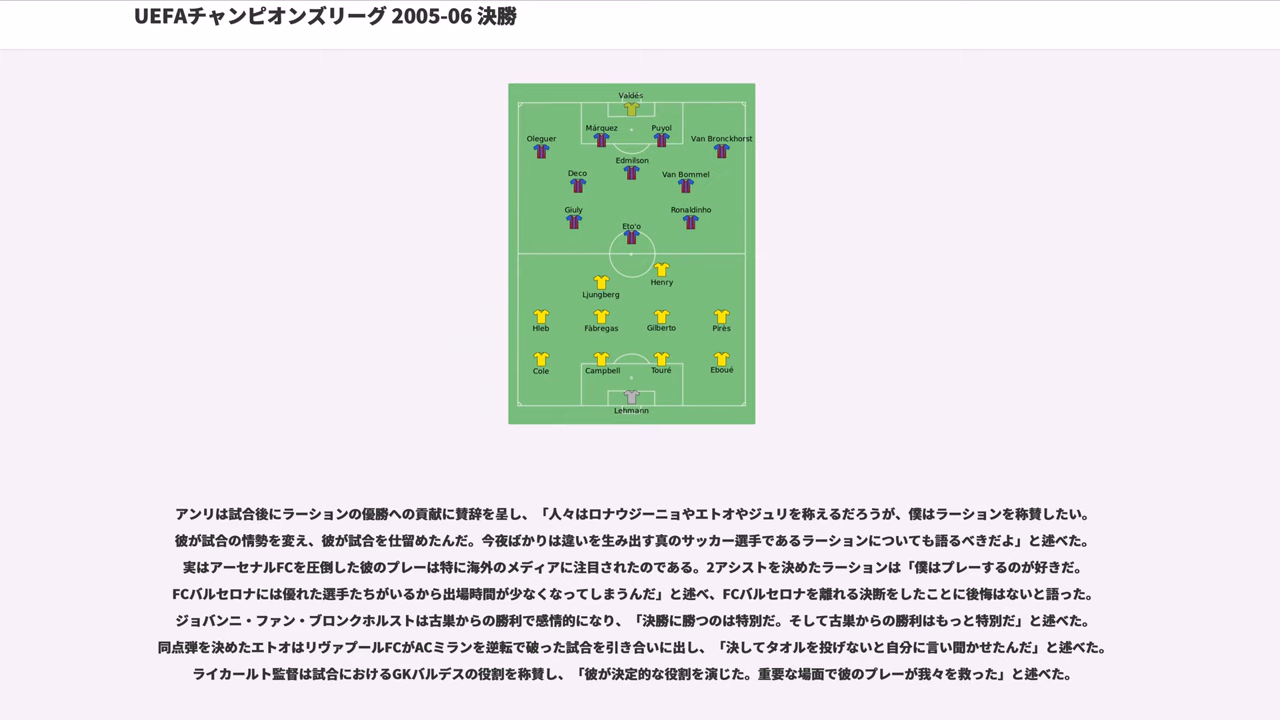 UEFAチャンピオンズリーグ 2005-06 決勝
Valdés
Márquez
Puyol
Oleguer
Van Bronckhorst
Edmilson
Deco
Van Bommel
Giuly
Ronaldinho
Eto'o
Henry
Ljungberg
Hleb
Fàbregas
Gilberto
Pirès
Cole
Campbell
Touré
Eboué
Lehmann
アンリは試合後にラーションの優勝への貢献に賛辞を呈し、「人々はロナウジーニョやエトオやジュリを称えるだろうが、僕はラーションを称賛したい。
彼が試合の情勢を変え、彼が試合を仕留めたんだ。今夜ばかりは違いを生み出す真のサッカー選手であるラーションについても語るべきだよ」と述べた。
実はアーセナルFCを圧倒した彼のプレーは特に海外のメディアに注目されたのである。2アシストを決めたラーションは「僕はプレーするのが好きだ。
FCバルセロナには優れた選手たちがいるから出場時間が少なくなってしまうんだ」と述べ、FCバルセロナを離れる決断をしたことに後悔はないと語った。
ジョバンニ・ファン・ブロンクホルストは古巣からの勝利で感情的になり、「決勝に勝つのは特別だ。そして古巣からの勝利はもっと特別だ」と述べた。
同点弾を決めたエトオはリヴァプールFCがACミランを逆転で破った試合を引き合いに出し、「決してタオルを投げないと自分に言い聞かせたんだ」と述べた。
ライカールト監督は試合におけるGKバルデスの役割を称賛し、「彼が決定的な役割を演じた。重要な場面で彼のプレーが我々を救った」と述べた。